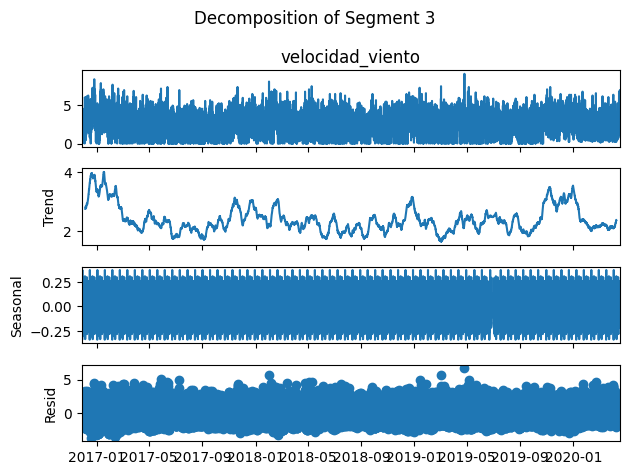 Decomposition of Segment 3
velocidad_viento
5
0
4
2
Trend
0.25
0.00
−0.25
Seasonal
5
0
Resid
2017-01 2017-05 2017-09 2018-01 2018-05 2018-09 2019-01 2019-05 2019-09 2020-01